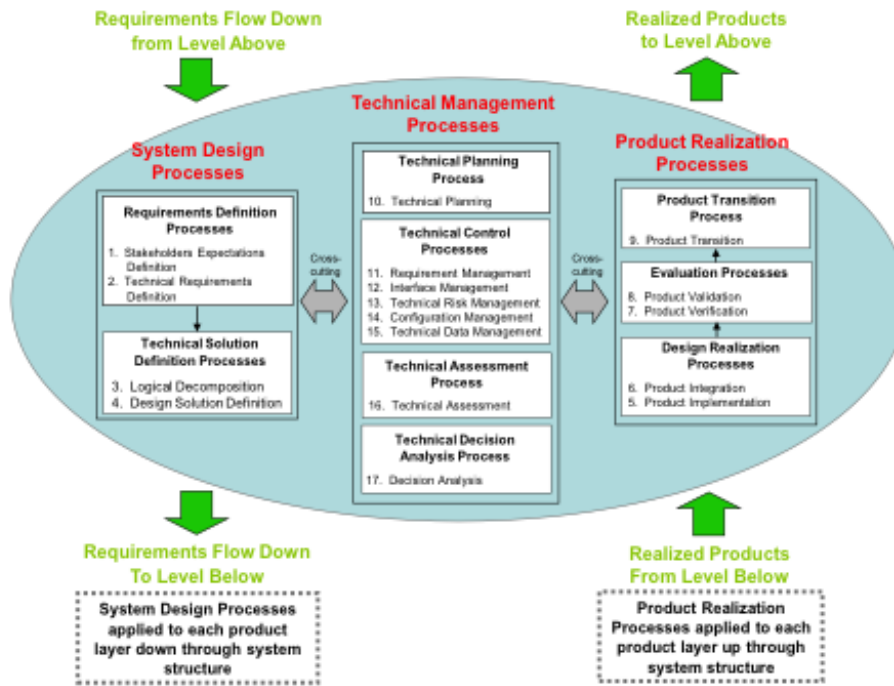 Requirements Flow Down
from Level Above
Realized Products
to Level Above
Technical Management
Processes
System Design
Processes
Product Realization
Processes
Requirements Definition
Processes
1. Stakeholders Expectations
Definition
2. Technical Requirements
Definition
Technical Solution
Definition Processes
3. Logical Decomposition
4. Design Solution Definition
Cross-
cutting
Technical Planning
Process
10. Technical Planning
Technical Control
Processes
11. Requirement Management
12. Interface Management
13. Technical Risk Management
14. Configuration Management
15. Technical Data Management
Technical Assessment
Process
16. Technical Assessment
Technical Decision
Analysis Process
17. Decision Analysis
Cross-
cutting
Product Transition
Process
9. Product Transition
Evaluation Processes
8. Product Validation
7. Product Verification
Design Realization
Processes
6. Product Integration
5. Product Implementation
Requirements Flow Down
To Level Below
System Design Processes
applied to each product
layer down through system
structure
Realized Products
From Level Below
Product Realization
Processes applied to each
product layer up through
system structure